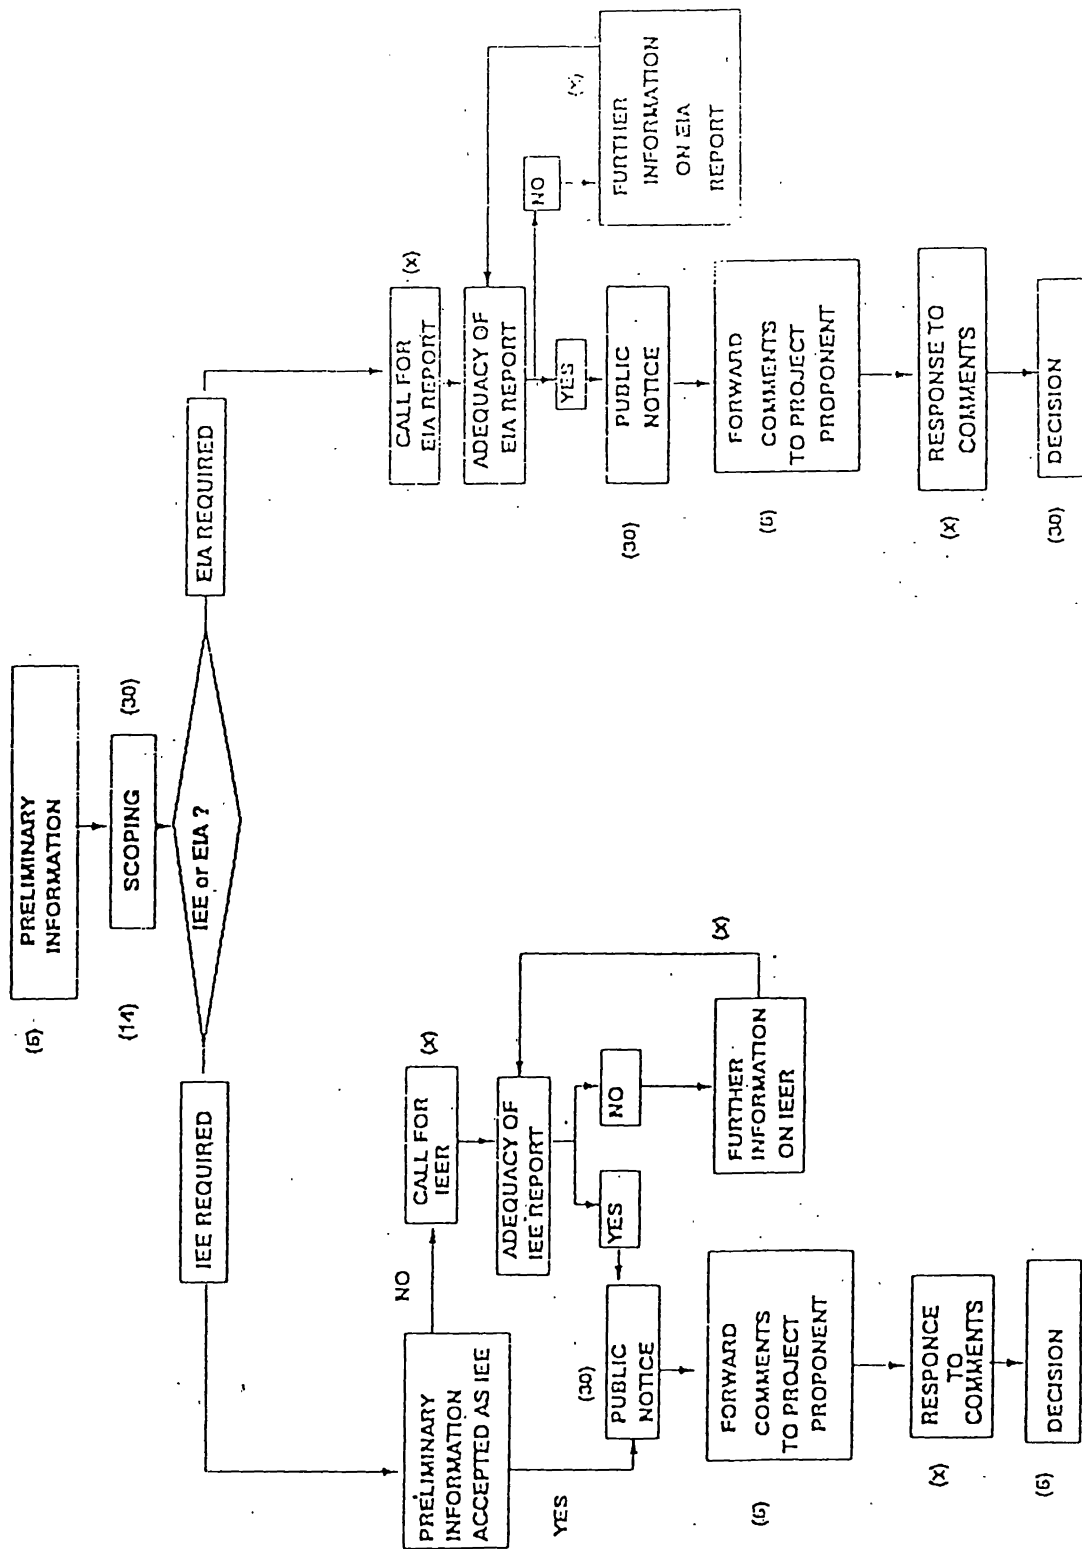 PRELIMINARY
INFORMATION
(5)
SCOPING
(14)
(30)
IEE or EIA ?
IEE REQUIRED
EIA REQUIRED
PRELIMINARY
INFORMATION
ACCEPTED AS IEE
NO
YES
CALL FOR
IEER
(x)
ADEQUACY OF
IEE REPORT
YES
NO
FURTHER
INFORMATION
ON IEER
(x)
(30)
PUBLIC
NOTICE
FORWARD
COMMENTS
TO PROJECT
PROPONENT
RESPONCE
TO
COMMENTS
(x)
DECISION
CALL FOR
EIA REPORT
(x)
ADEQUACY OF
EIA REPORT
YES
NO
FURTHER
INFORMATION
ON EIA
REPORT
PUBLIC
NOTICE
(30)
FORWARD
COMMENTS
TO PROJECT
PROPONENT
RESPONSE TO
COMMENTS
(x)
DECISION
(30)